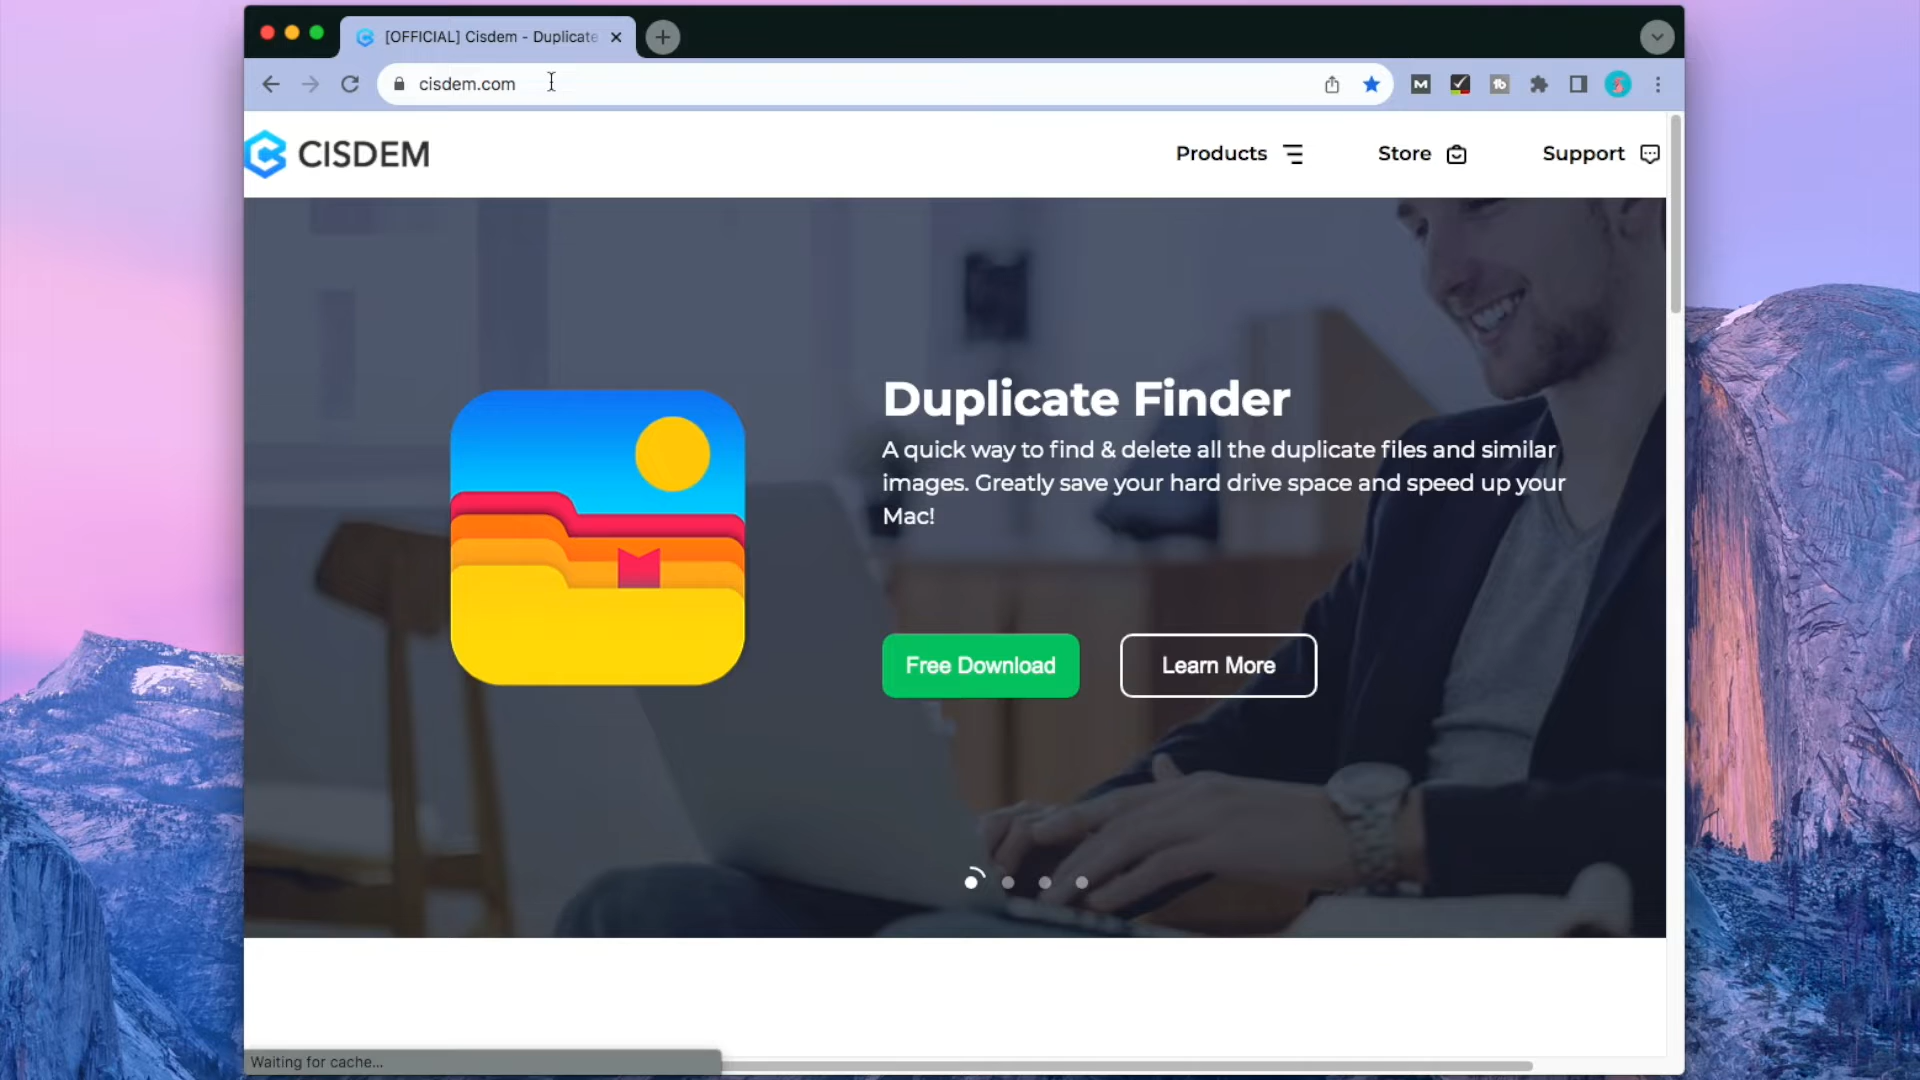 [OFFICIAL] Cisdem - Duplicate
cisdem.com
CISDEM
Products
Store
Support
Duplicate Finder
A quick way to find & delete all the duplicate files and similar
images. Greatly save your hard drive space and speed up your
Mac!
Free Download
Learn More
Waiting for cache...